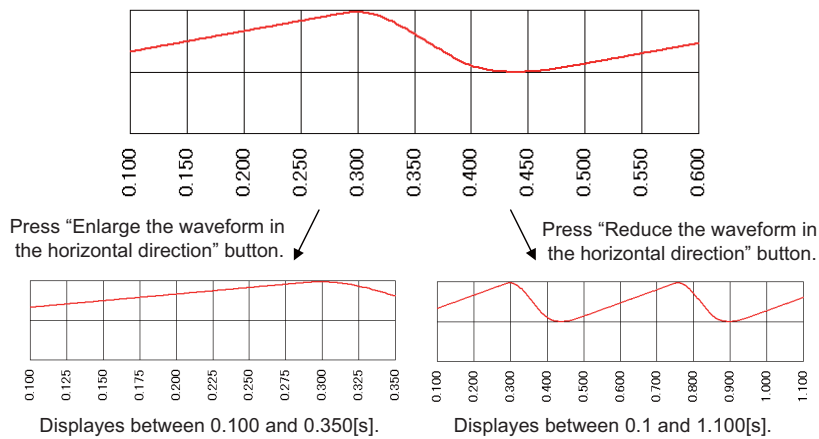 0.100 0.150 0.200 0.250 0.300 0.350 0.400 0.450 0.500 0.550 0.600
Press “Enlarge the waveform in
the horizontal direction” button.
Press “Reduce the waveform in
the horizontal direction” button.
0.100 0.125 0.150 0.175 0.200 0.225 0.250 0.275 0.300 0.325 0.350
Displayes between 0.100 and 0.350[s].
0.100 0.200 0.300 0.400 0.500 0.600 0.700 0.800 0.900 1.000 1.100
Displayes between 0.1 and 1.100[s].